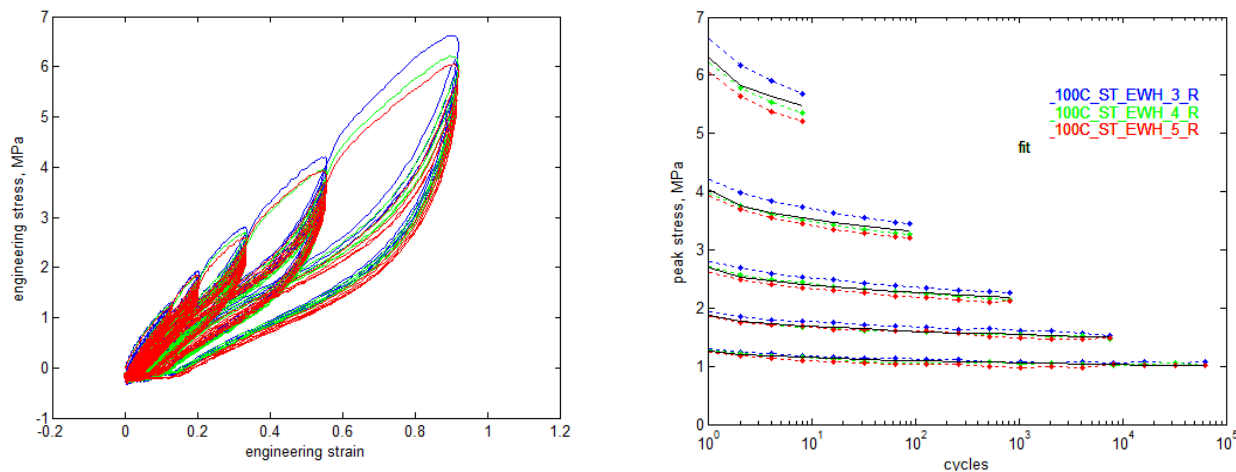 7
6
5
4
3
2
1
0
-1
-0.2 0 0.2 0.4 0.6 0.8 1 1.2
engineering stress, MPa
engineering strain
7
6
5
4
3
2
1
0
10^0 10^1 10^2 10^3 10^4 10^5
peak stress, MPa
cycles
_100C_ST_EWH_3_R
_100C_ST_EWH_4_R
_100C_ST_EWH_5_R
fit